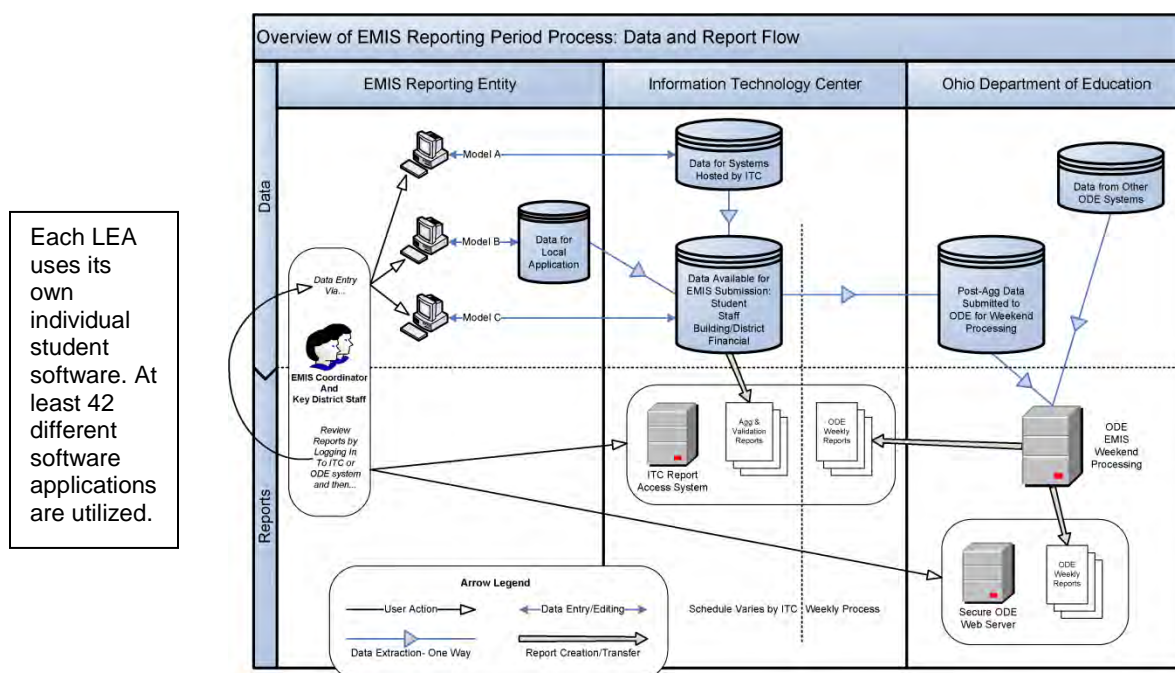 Each LEA
uses its
own
individual
student
software. At
least 42
different
software
applications
are utilized.
Overview of EMIS Reporting Period Process: Data and Report Flow
EMIS Reporting Entity
Information Technology Center
Ohio Department of Education
Data
Reports
Model A
Model B
Model C
Data for
Local
Application
Data Entry
Via...
EMIS Coordinator
And
Key District Staff
Review
Reports by
Logging In
To ITC or
ODE system
and then...
Data for Systems
Hosted by ITC
Data Available for
EMIS Submission:
Student
Staff
Building/District
Financial
Data from Other
ODE Systems
Post-Agg Data
Submitted to
ODE for Weekend
Processing
ITC Report
Access System
Agg &
Validation
Reports
ODE
Weekly
Reports
ODE
EMIS
Weekend
Processing
Secure ODE
Web Server
ODE
Weekly
Reports
Arrow Legend
User Action
Data Entry/Editing
Data Extraction- One Way
Report Creation/Transfer
Schedule Varies by ITC
Weekly Process